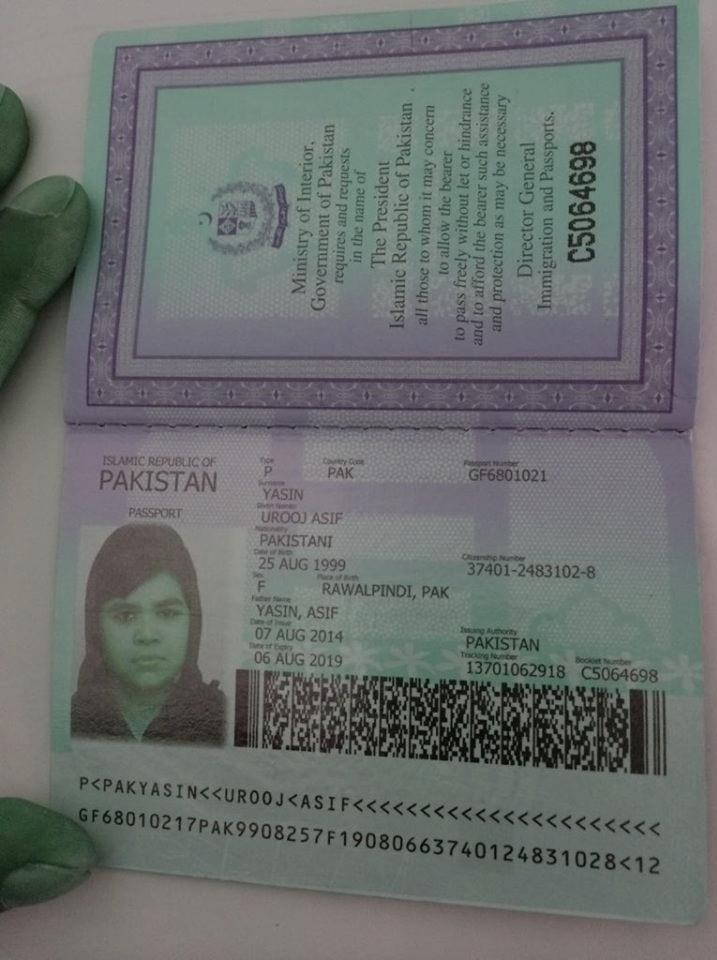 Ministry of Interior,
Government of Pakistan
requires and requests
in the name of
The President
Islamic Republic of Pakistan
all those to whom it may concern
to allow the bearer
to pass freely without let or hindrance
and to afford the bearer such assistance
and protection as may be necessary
Director General
Immigration and Passports.
C5064698
ISLAMIC REPUBLIC OF
PAKISTAN
PASSPORT
Type Country Code Passport Number
P PAK GF6801021
Surname
YASIN
Given Names
UROOJ ASIF
Nationality
PAKISTANI
Date of Birth Citizenship Number
25 AUG 1999 37401-2483102-8
Sex Place of Birth
F RAWALPINDI, PAK
Father Name
YASIN, ASIF
Date of Issue Issuing Authority
07 AUG 2014 PAKISTAN
Date of Expiry Tracking Number Booklet Number
06 AUG 2019 13701062918 C5064698
P<PAKYASIN<<UROOJ<ASIF<<<<<<<<<<<<<<<<<<<<<<
GF68010217PAK9908257F19080663740124831028<12